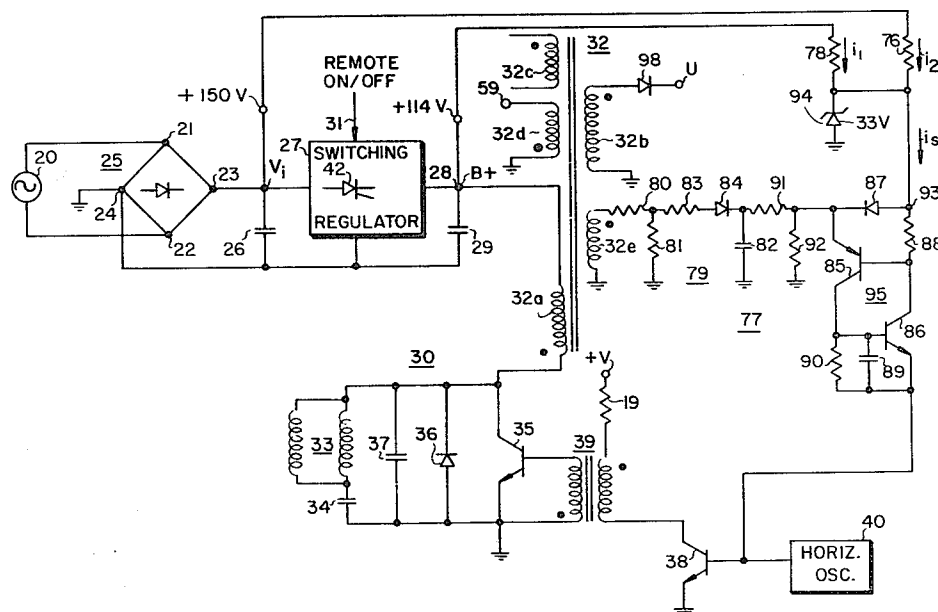 32
78
i₁
76
i₂
98
U
REMOTE
ON/OFF
32c
59
+150 V
+114 V
94
33V
31
32d
32b
iₛ
20
21
25
27
SWITCHING
42
REGULATOR
28
B+
23
Vᵢ
24
22
26
29
80
83
84
91
87
93
32e
81
82
92
88
79
85
95
32a
77
86
30
+V
90
89
19
33
37
36
35
39
34
38
40
HORIZ.
OSC.